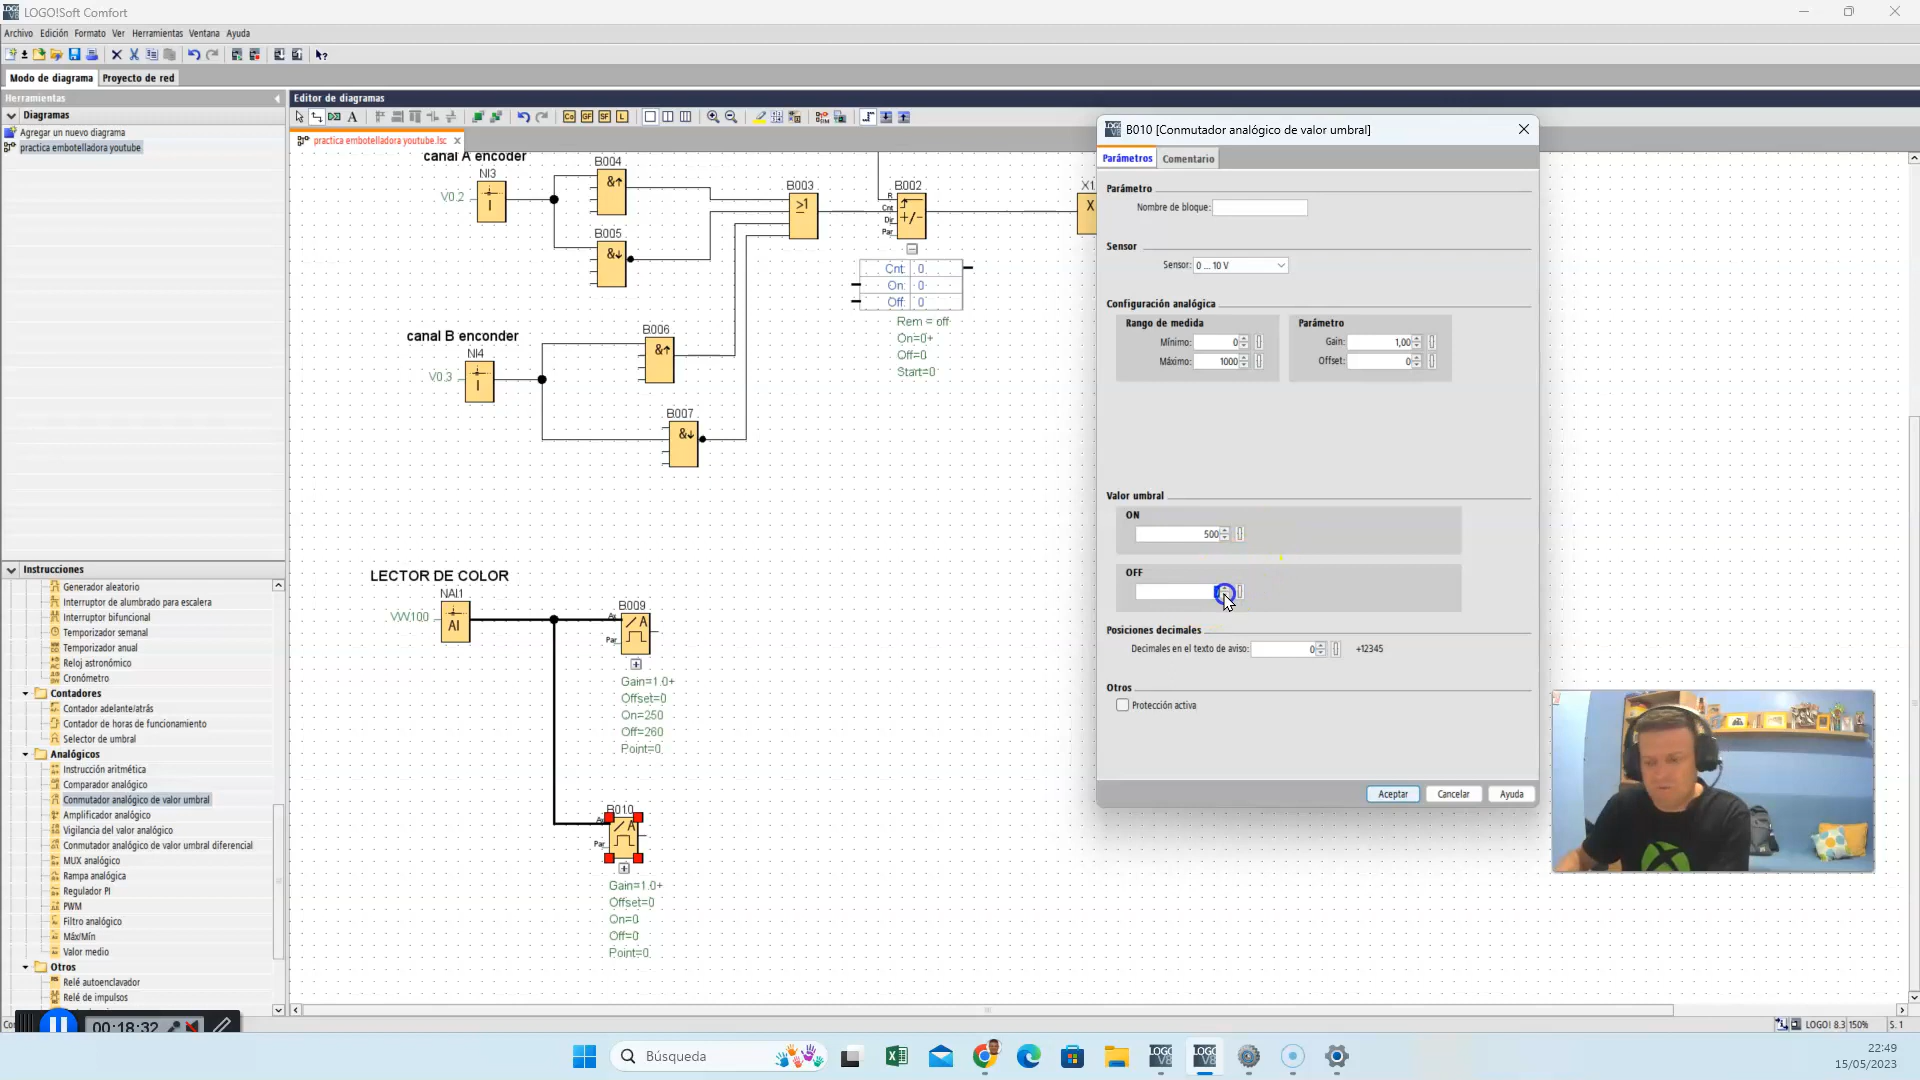 LOGO!Soft Comfort
Archivo Edición Formato Ver Herramientas Ventana Ayuda
Modo de diagrama Proyecto de red
Herramientas
Diagramas
Agregar un nuevo diagrama
practica embotelladora youtube
Instrucciones
Generador aleatorio
Interruptor de alumbrado para escalera
Interruptor bifuncional
Temporizador semanal
Temporizador anual
Reloj astronómico
Cronómetro
Contadores
Contador adelante/atrás
Contador de horas de funcionamiento
Selector de umbral
Analógicos
Instrucción aritmética
Comparador analógico
Conmutador analógico de valor umbral
Amplificador analógico
Vigilancia del valor analógico
Conmutador analógico de valor umbral diferencial
MUX analógico
Rampa analógica
Regulador PI
PWM
Filtro analógico
Máx/Mín
Valor medio
Otros
Relé autoenclavador
Relé de impulsos
00:18:32
Editor de diagramas
practica embotelladora youtube.lsc
canal A encoder
NI3
V0.2
I
B004
&↑
B005
&↓
B003
≥1
B002
R
Cnt
Dir
Par
+/-
X1
X
Cnt: 0
On: 0
Off: 0
Rem = off
On=0+
Off=0
Start=0
canal B enconder
NI4
V0.3
I
B006
&↑
B007
&↓
LECTOR DE COLOR
NAI1
VW100
AI
B009
Ax
Par
/A
Gain=1.0+
Offset=0
On=250
Off=260
Point=0
B010
Par
/A
Gain=1.0+
Offset=0
On=0
Off=0
Point=0
B010 [Conmutador analógico de valor umbral]
Parámetros Comentario
Parámetro
Nombre de bloque:
Sensor
Sensor: 0 ... 10 V
Configuración analógica
Rango de medida
Mínimo: 0
Máximo: 1000
Parámetro
Gain: 1,00
Offset: 0
Valor umbral
ON
500
OFF
Posiciones decimales
Decimales en el texto de aviso: 0 +12345
Otros
Protección activa
Aceptar Cancelar Ayuda
LOGO! 8.3 150% S. 1
Búsqueda
22:49
15/05/2023